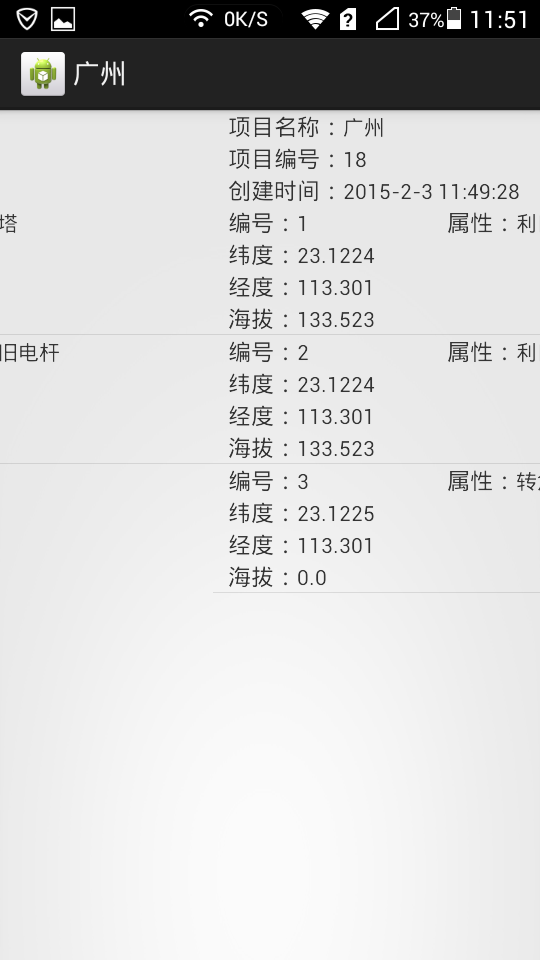 0K/S 37% 11:51
广州
项目名称：广州
项目编号：18
创建时间：2015-2-3 11:49:28
塔 编号：1 属性：利
纬度：23.1224
经度：113.301
海拔：133.523
旧电杆 编号：2 属性：利
纬度：23.1224
经度：113.301
海拔：133.523
编号：3 属性：转
纬度：23.1225
经度：113.301
海拔：0.0